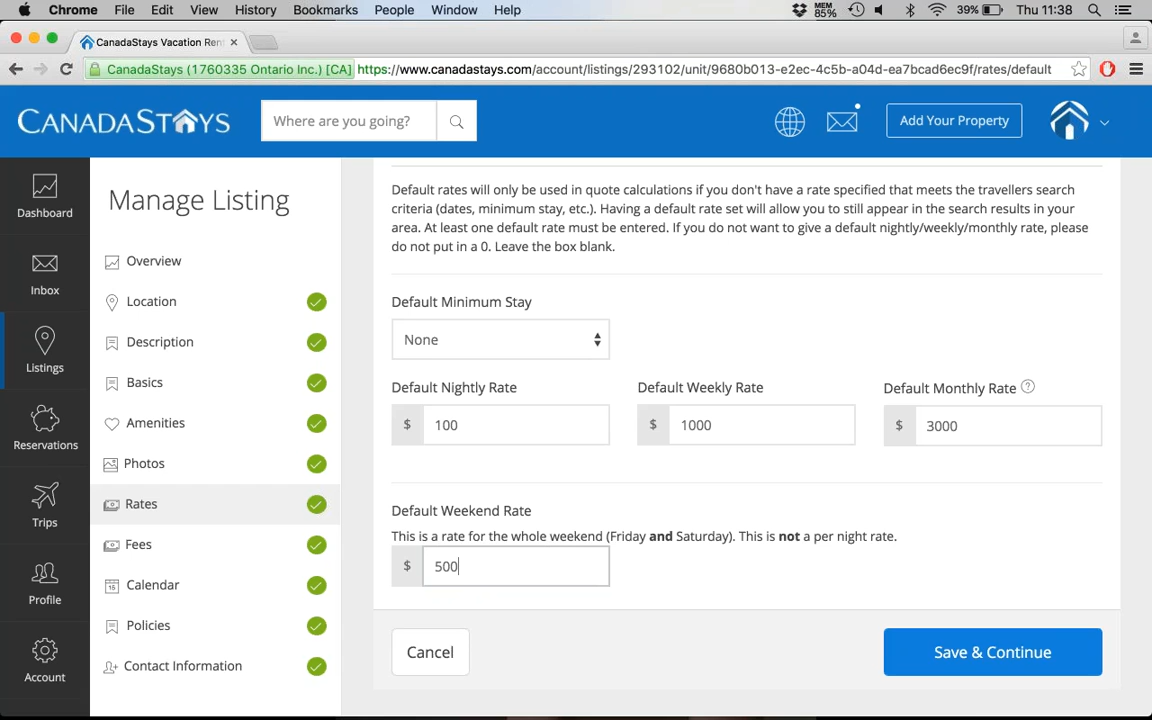 Chrome File Edit View History Bookmarks People Window Help MEM 85% 39% Thu 11:38
CanadaStays Vacation Ren ×
CanadaStays (1760335 Ontario Inc.) [CA] https://www.canadastays.com/account/listings/293102/unit/9680b013-e2ec-4c5b-a04d-ea7bcad6ec9f/rates/default
CANADASTAYS Where are you going? Add Your Property
Dashboard
Inbox
Listings
Reservations
Trips
Profile
Account
Manage Listing
Overview
Location
Description
Basics
Amenities
Photos
Rates
Fees
Calendar
Policies
Contact Information
Default rates will only be used in quote calculations if you don't have a rate specified that meets the travellers search
criteria (dates, minimum stay, etc.). Having a default rate set will allow you to still appear in the search results in your
area. At least one default rate must be entered. If you do not want to give a default nightly/weekly/monthly rate, please
do not put in a 0. Leave the box blank.
Default Minimum Stay
None
Default Nightly Rate Default Weekly Rate Default Monthly Rate ?
$ 100 $ 1000 $ 3000
Default Weekend Rate
This is a rate for the whole weekend (Friday and Saturday). This is not a per night rate.
$ 500
Cancel Save & Continue